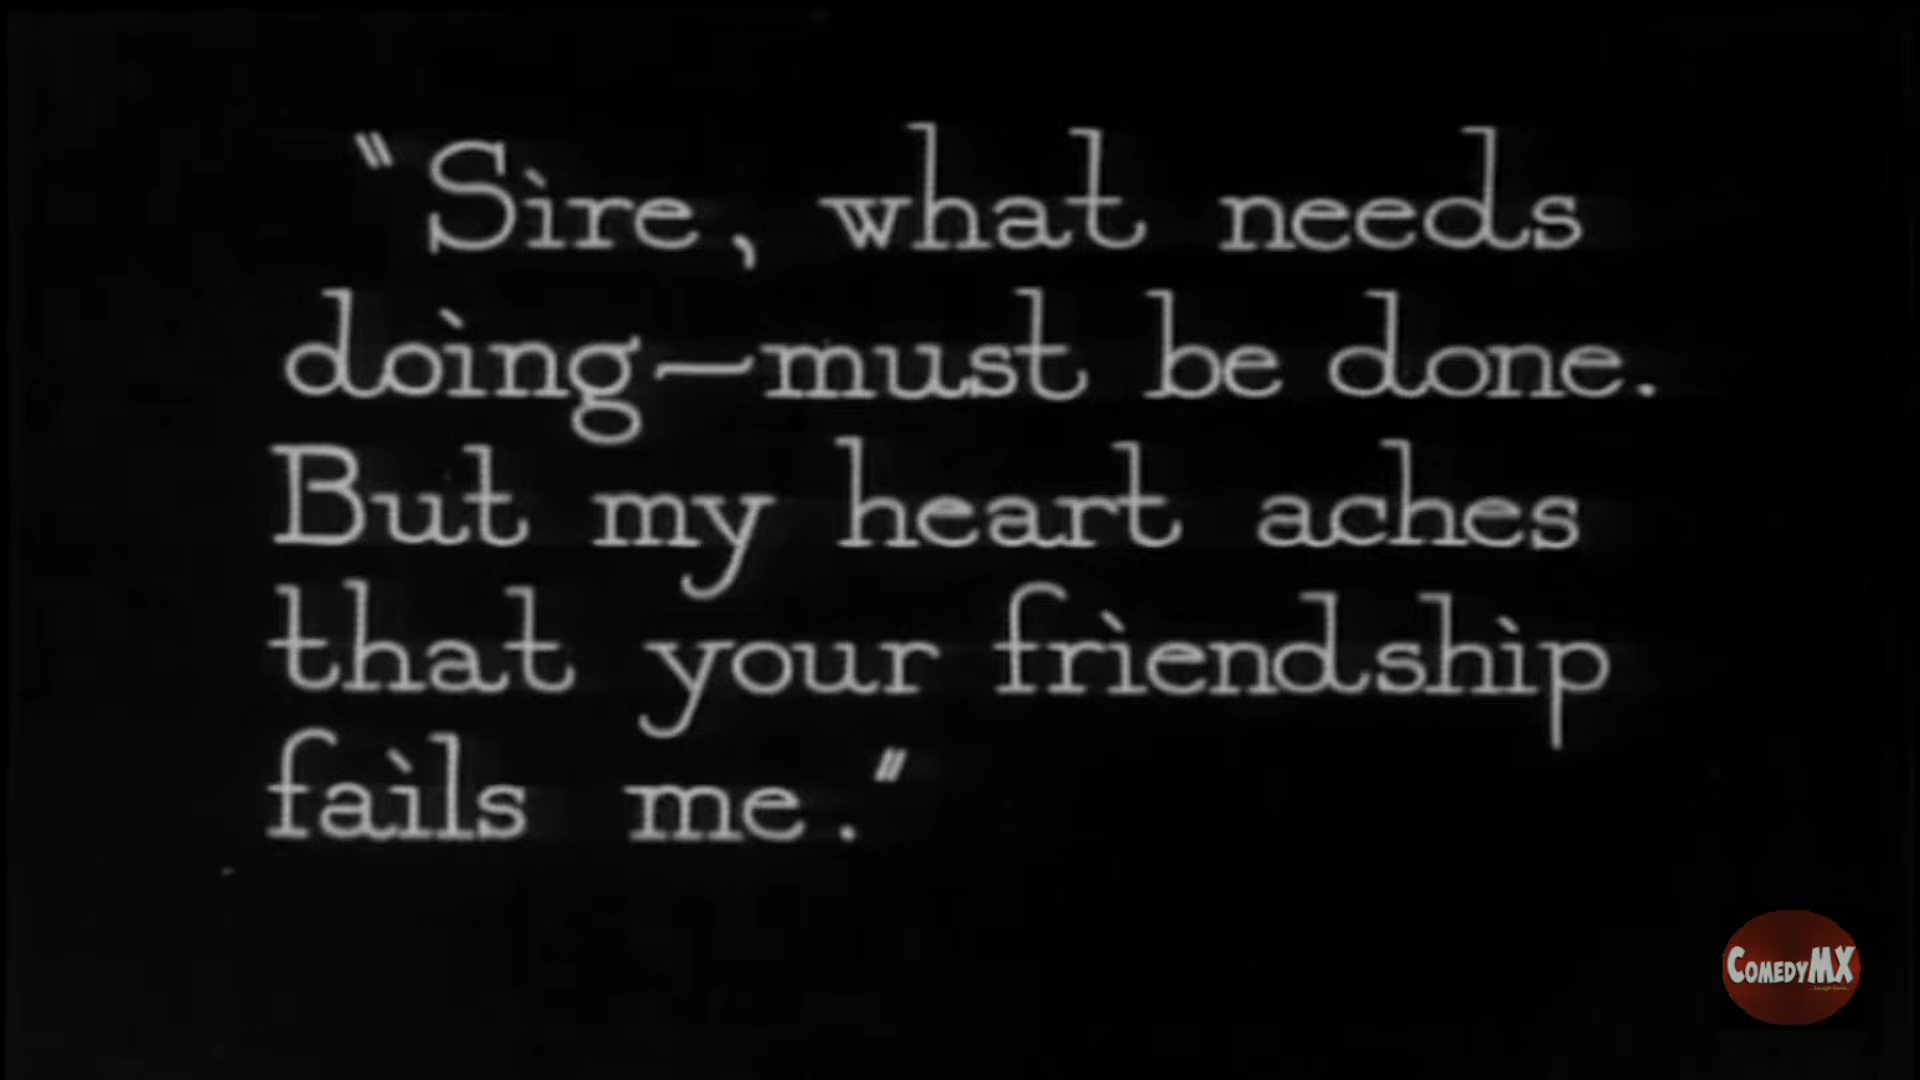 "Sire, what needs
doing—must be done.
But my heart aches
that your friendship
fails me."
COMEDYMX